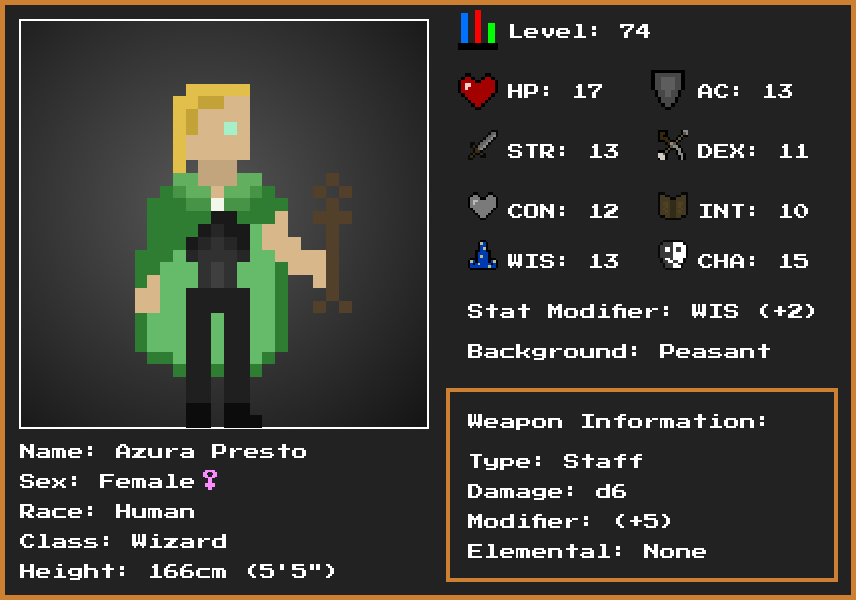 Level: 74
HP: 17 AC: 13
STR: 13 DEX: 11
CON: 12 INT: 10
WIS: 13 CHA: 15
Stat Modifier: WIS (+2)
Background: Peasant
Weapon Information:
Type: Staff
Damage: d6
Modifier: (+5)
Elemental: None
Name: Azura Presto
Sex: Female♀
Race: Human
Class: Wizard
Height: 166cm (5'5")